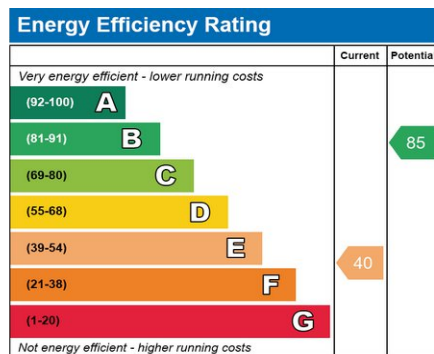 Energy Efficiency Rating
Current Potentia
Very energy efficient - lower running costs
(92-100) A
(81-91) B 85
(69-80) C
(55-68) D
(39-54) E 40
(21-38) F
(1-20) G
Not energy efficient - higher running costs